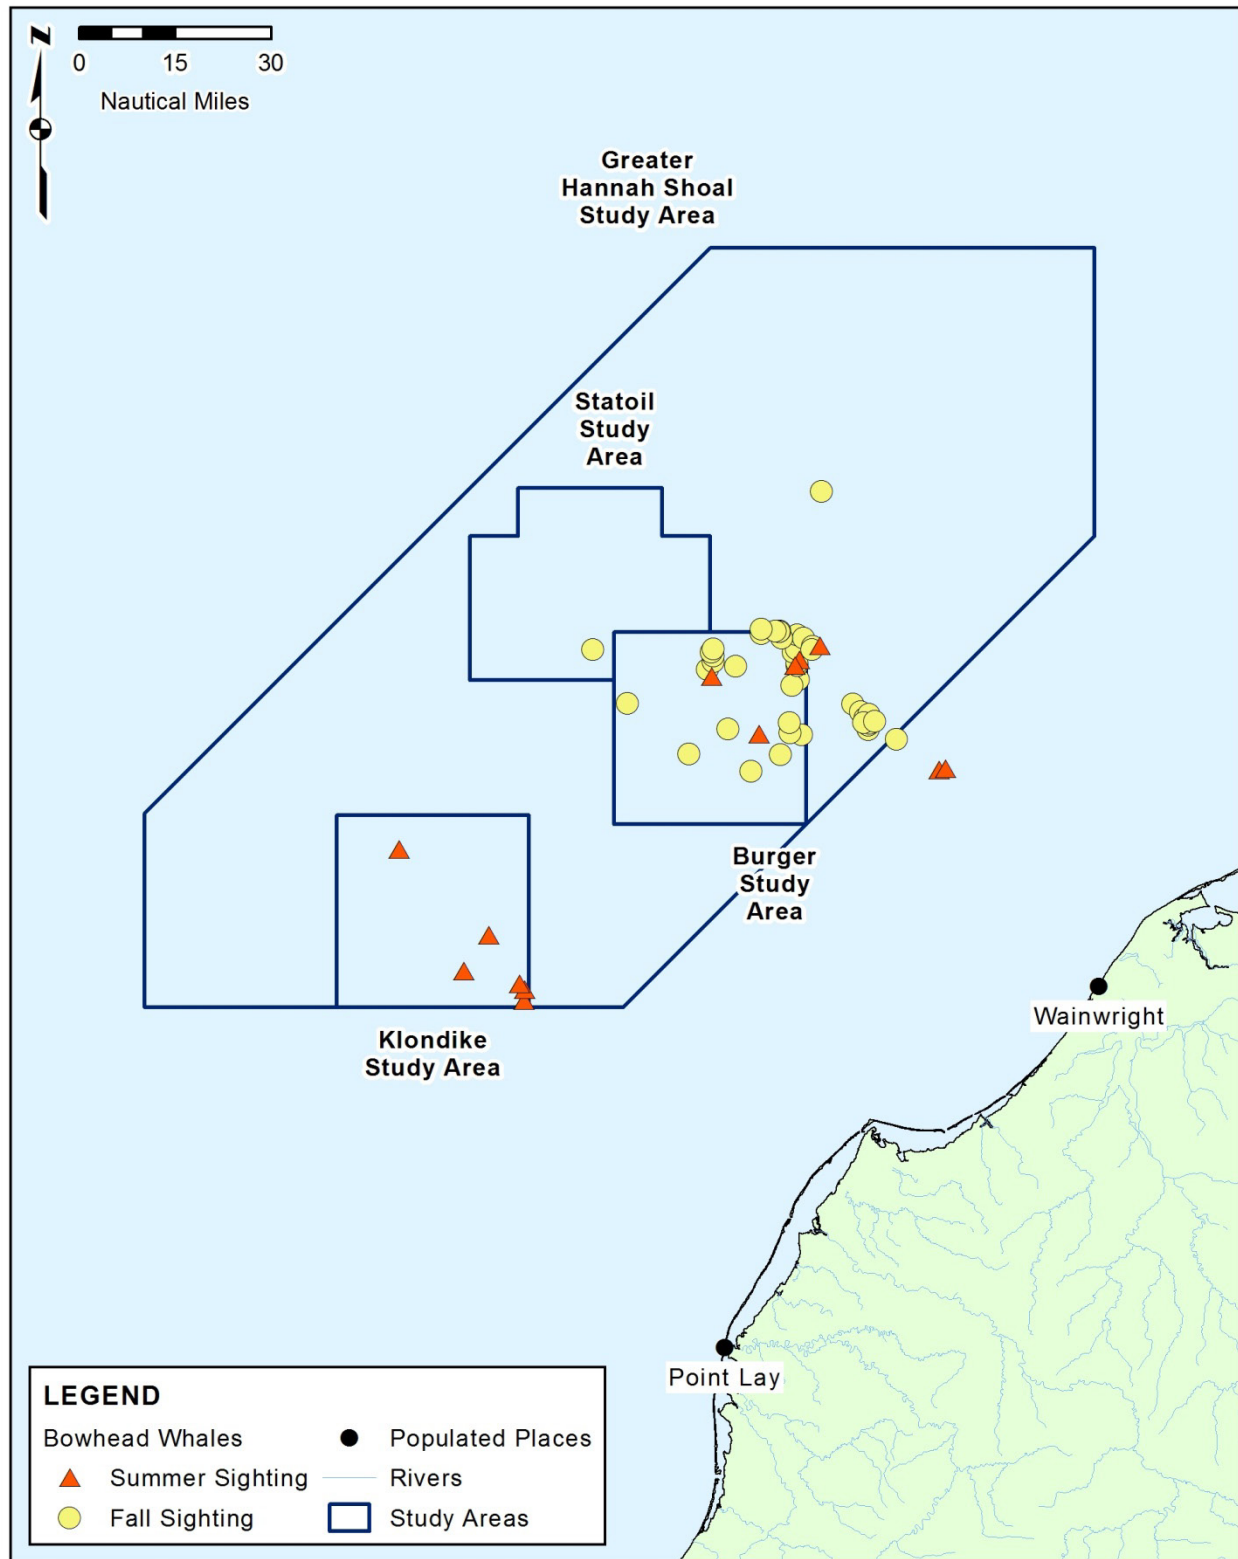 N
0 15 30
Nautical Miles
Greater
Hannah Shoal
Study Area
Statoil
Study
Area
Burger
Study
Area
Klondike
Study Area
Wainwright
Point Lay
LEGEND
Bowhead Whales
Summer Sighting
Fall Sighting
Populated Places
Rivers
Study Areas